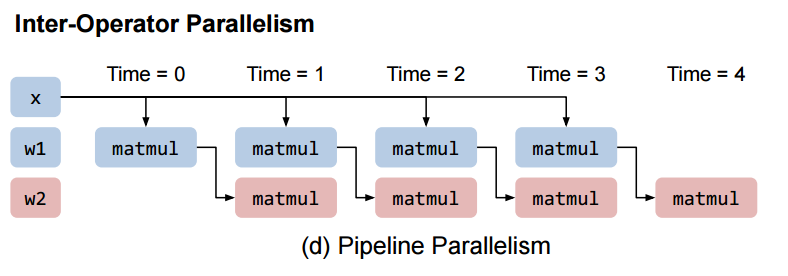 Inter-Operator Parallelism
Time = 0 Time = 1 Time = 2 Time = 3 Time = 4
x
w1 matmul matmul matmul matmul
w2 matmul matmul matmul matmul
(d) Pipeline Parallelism